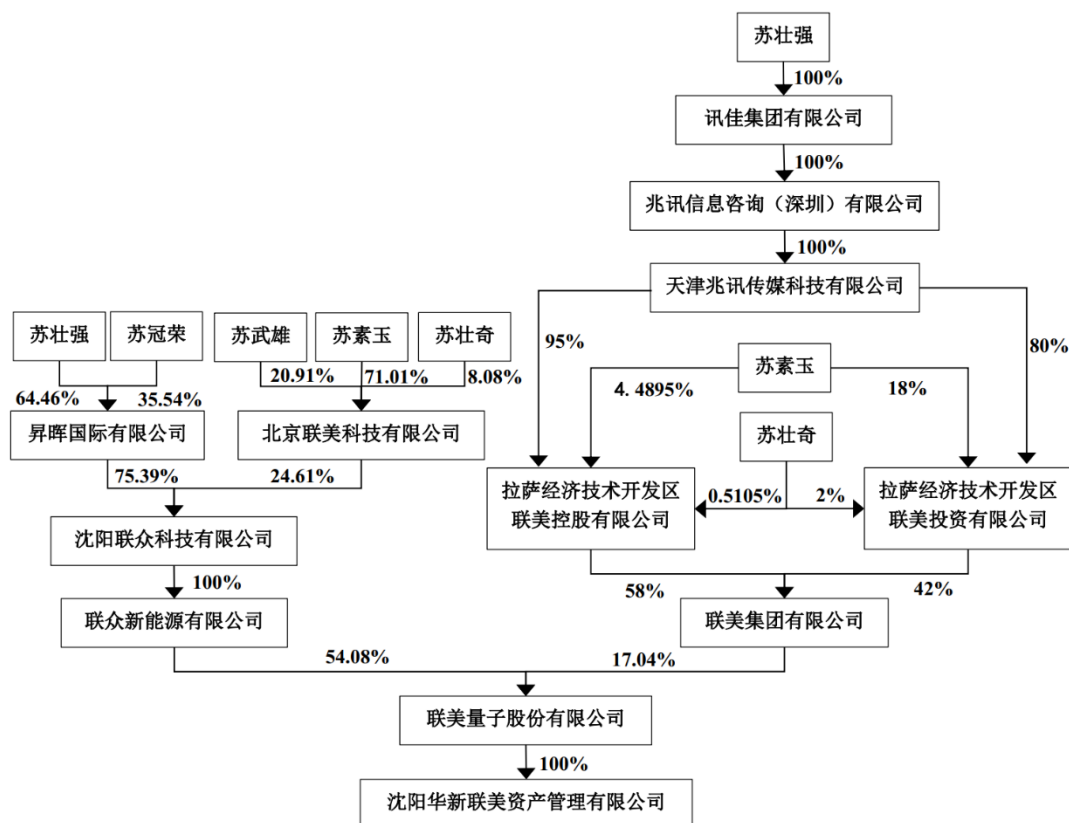 苏壮强
100%
讯佳集团有限公司
100%
兆讯信息咨询（深圳）有限公司
100%
天津兆讯传媒科技有限公司
苏壮强
苏冠荣
苏武雄
苏素玉
苏壮奇
95%
苏素玉
80%
20.91%
71.01%
8.08%
4. 4895%
18%
64.46%
35.54%
昇晖国际有限公司
北京联美科技有限公司
苏壮奇
75.39%
24.61%
拉萨经济技术开发区
联美控股有限公司
0.5105%
2%
拉萨经济技术开发区
联美投资有限公司
沈阳联众科技有限公司
100%
58%
42%
联众新能源有限公司
联美集团有限公司
54.08%
17.04%
联美量子股份有限公司
100%
沈阳华新联美资产管理有限公司